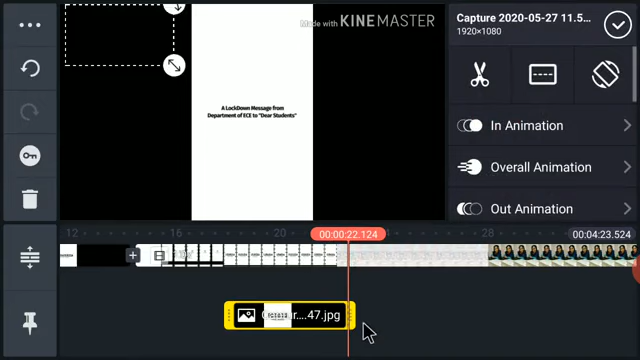 Made with KINEMASTER
Capture 2020-05-27 11.5...
1920×1080
A LockDown Message from
Department of ECE to "Dear Students"
In Animation
Overall Animation
Out Animation
12
16
20
00:00:22.124
28
00:04:23.524
47.jpg